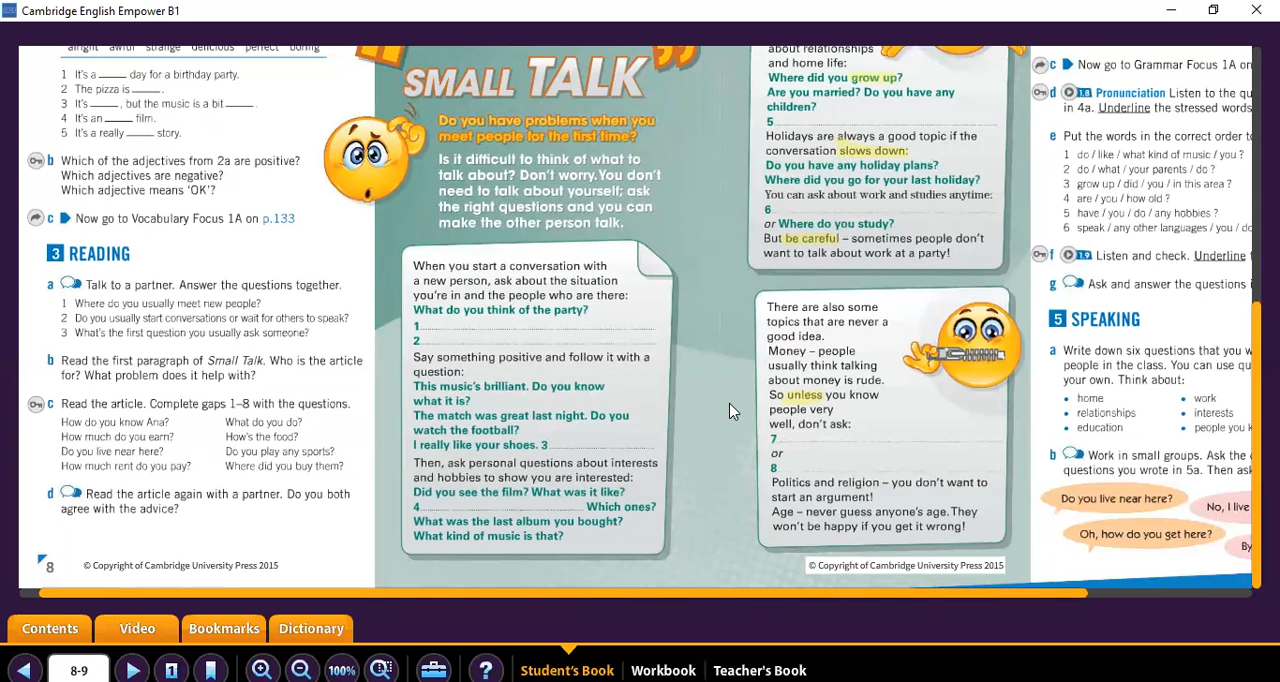 Cambridge English Empower B1
alright awful strange delicious perfect boring
1 It's a ____ day for a birthday party.
2 The pizza is ____.
3 It's ____, but the music is a bit ____.
4 It's an ____ film.
5 It's a really ____ story.
b Which of the adjectives from 2a are positive?
Which adjectives are negative?
Which adjective means 'OK'?
c Now go to Vocabulary Focus 1A on p.133
3 READING
a Talk to a partner. Answer the questions together.
1 Where do you usually meet new people?
2 Do you usually start conversations or wait for others to speak?
3 What's the first question you usually ask someone?
b Read the first paragraph of Small Talk. Who is the article
for? What problem does it help with?
c Read the article. Complete gaps 1–8 with the questions.
How do you know Ana? What do you do?
How much do you earn? How's the food?
Do you live near here? Do you play any sports?
How much rent do you pay? Where did you buy them?
d Read the article again with a partner. Do you both
agree with the advice?
8
© Copyright of Cambridge University Press 2015
SMALL TALK
Do you have problems when you
meet people for the first time?
Is it difficult to think of what to
talk about? Don't worry. You don't
need to talk about yourself; ask
the right questions and you can
make the other person talk.
When you start a conversation with
a new person, ask about the situation
you're in and the people who are there:
What do you think of the party?
1
2
Say something positive and follow it with a
question:
This music's brilliant. Do you know
what it is?
The match was great last night. Do you
watch the football?
I really like your shoes. 3
Then, ask personal questions about interests
and hobbies to show you are interested:
Did you see the film? What was it like?
4 Which ones?
What was the last album you bought?
What kind of music is that?
about relationships
and home life:
Where did you grow up?
Are you married? Do you have any
children?
5
Holidays are always a good topic if the
conversation slows down:
Do you have any holiday plans?
Where did you go for your last holiday?
You can ask about work and studies anytime:
6
or Where do you study?
But be careful – sometimes people don't
want to talk about work at a party!
There are also some
topics that are never a
good idea.
Money – people
usually think talking
about money is rude.
So unless you know
people very
well, don't ask:
7
or
8
Politics and religion – you don't want to
start an argument!
Age – never guess anyone's age. They
won't be happy if you get it wrong!
© Copyright of Cambridge University Press 2015
c Now go to Grammar Focus 1A on
d 1.8 Pronunciation Listen to the qu
in 4a. Underline the stressed words
e Put the words in the correct order t
1 do / like / what kind of music / you ?
2 do / what / your parents / do ?
3 grow up / did / you / in this area ?
4 are / you / how old ?
5 have / you / do / any hobbies ?
6 speak / any other languages / you / do
f 1.9 Listen and check. Underline
g Ask and answer the questions i
5 SPEAKING
a Write down six questions that you w
people in the class. You can use qu
your own. Think about:
• home • work
• relationships • interests
• education • people you k
b Work in small groups. Ask the
questions you wrote in 5a. Then ask
Do you live near here?
No, I live
Oh, how do you get here?
By
Contents Video Bookmarks Dictionary
8-9 1 100% ? Student's Book Workbook Teacher's Book